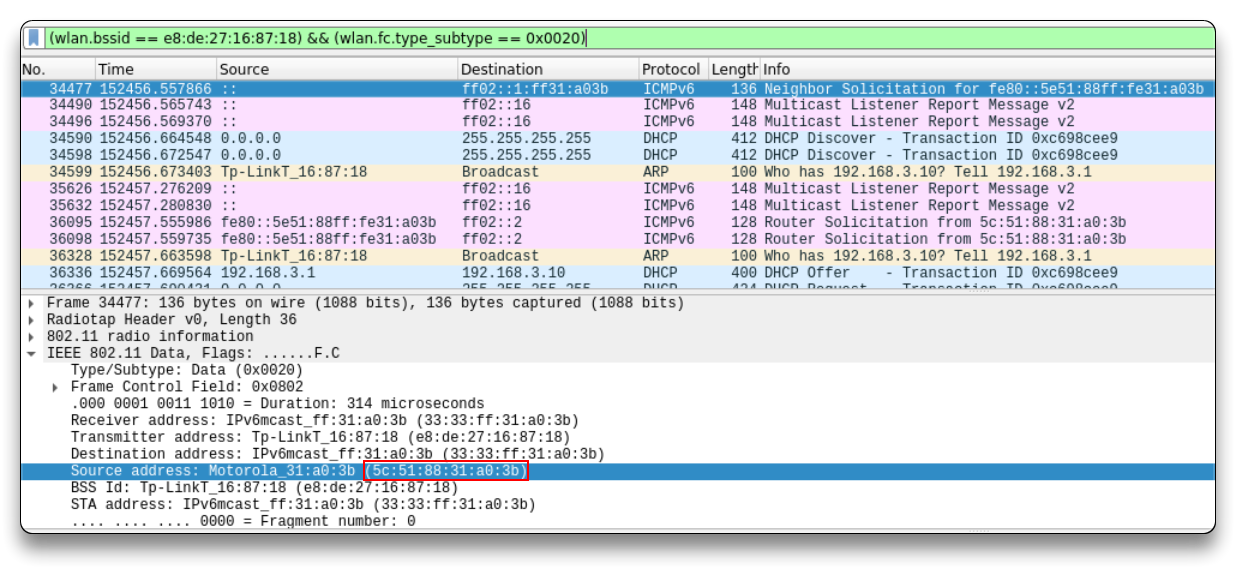 (wlan.bssid == e8:de:27:16:87:18) && (wlan.fc.type_subtype == 0x0020)
No. Time Source Destination Protocol Length Info
34477 152456.557866 :: ff02::1:ff31:a03b ICMPv6 136 Neighbor Solicitation for fe80::5e51:88ff:fe31:a03b
34490 152456.565743 :: ff02::16 ICMPv6 148 Multicast Listener Report Message v2
34496 152456.569370 :: ff02::16 ICMPv6 148 Multicast Listener Report Message v2
34590 152456.664548 0.0.0.0 255.255.255.255 DHCP 412 DHCP Discover - Transaction ID 0xc698cee9
34598 152456.672547 0.0.0.0 255.255.255.255 DHCP 412 DHCP Discover - Transaction ID 0xc698cee9
34599 152456.673403 Tp-LinkT_16:87:18 Broadcast ARP 100 Who has 192.168.3.10? Tell 192.168.3.1
35626 152457.276209 :: ff02::16 ICMPv6 148 Multicast Listener Report Message v2
35632 152457.280830 :: ff02::16 ICMPv6 148 Multicast Listener Report Message v2
36095 152457.555986 fe80::5e51:88ff:fe31:a03b ff02::2 ICMPv6 128 Router Solicitation from 5c:51:88:31:a0:3b
36098 152457.559735 fe80::5e51:88ff:fe31:a03b ff02::2 ICMPv6 128 Router Solicitation from 5c:51:88:31:a0:3b
36328 152457.663598 Tp-LinkT_16:87:18 Broadcast ARP 100 Who has 192.168.3.10? Tell 192.168.3.1
36336 152457.669564 192.168.3.1 192.168.3.10 DHCP 400 DHCP Offer - Transaction ID 0xc698cee9
0.0.0.0 255.255.255.255 DHCP DHCP Request - Transaction ID 0xc698cee9
Frame 34477: 136 bytes on wire (1088 bits), 136 bytes captured (1088 bits)
Radiotap Header v0, Length 36
802.11 radio information
IEEE 802.11 Data, Flags: ......F.C
Type/Subtype: Data (0x0020)
Frame Control Field: 0x0802
.000 0001 0011 1010 = Duration: 314 microseconds
Receiver address: IPv6mcast_ff:31:a0:3b (33:33:ff:31:a0:3b)
Transmitter address: Tp-LinkT_16:87:18 (e8:de:27:16:87:18)
Destination address: IPv6mcast_ff:31:a0:3b (33:33:ff:31:a0:3b)
Source address: Motorola_31:a0:3b (5c:51:88:31:a0:3b)
BSS Id: Tp-LinkT_16:87:18 (e8:de:27:16:87:18)
STA address: IPv6mcast_ff:31:a0:3b (33:33:ff:31:a0:3b)
.... .... .... 0000 = Fragment number: 0